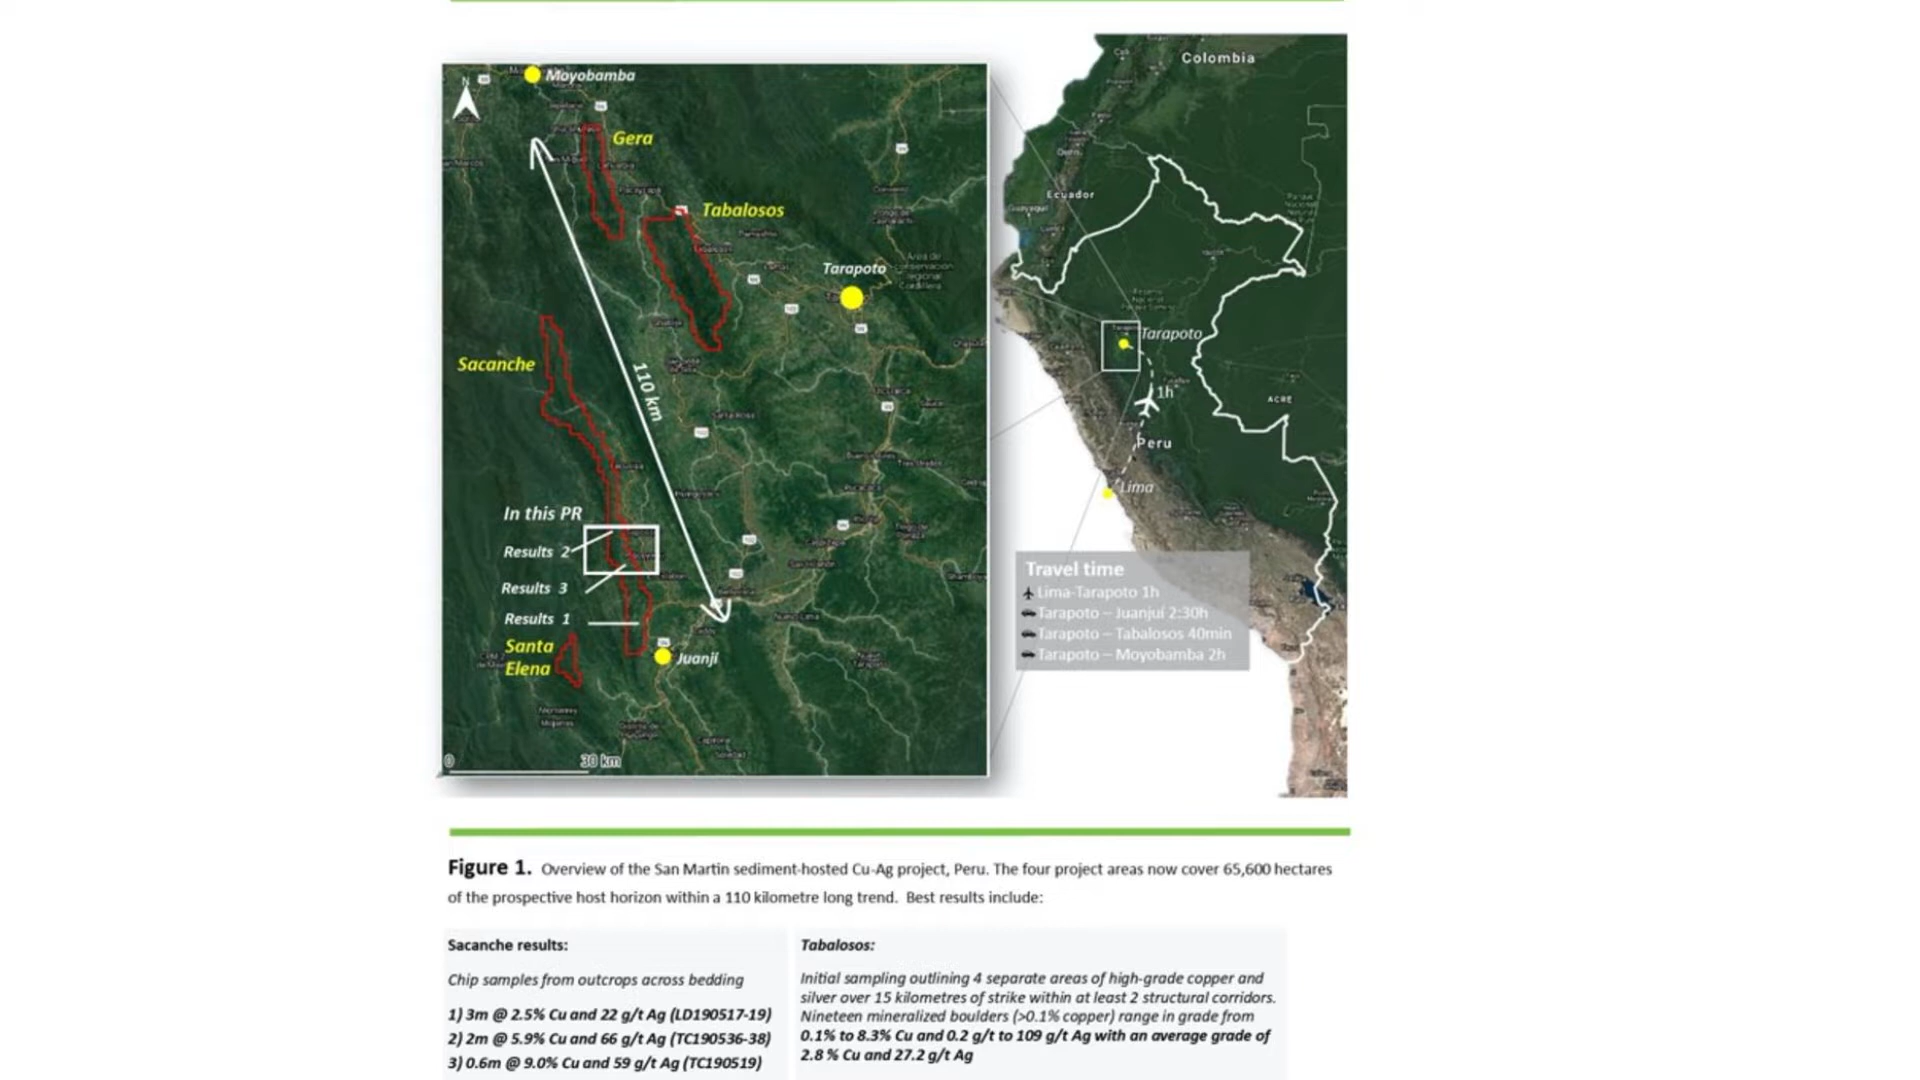 Colombia
Moyobamba
N
Gera
Ecuador
Guayaquil
Tabalosos
Tarapoto
Tarapoto
Sacanche
110 km
1h
ACRE
Peru
Lima
In this PR
Results 2
Results 3
Results 1
Santa
Elena
Juanjí
0 30 km
Travel time
Lima-Tarapoto 1h
Tarapoto – Juanjuí 2:30h
Tarapoto – Tabalosos 40min
Tarapoto – Moyobamba 2h
Figure 1. Overview of the San Martin sediment-hosted Cu-Ag project, Peru. The four project areas now cover 65,600 hectares
of the prospective host horizon within a 110 kilometre long trend. Best results include:
Sacanche results:
Chip samples from outcrops across bedding
1) 3m @ 2.5% Cu and 22 g/t Ag (LD190517-19)
2) 2m @ 5.9% Cu and 66 g/t Ag (TC190536-38)
3) 0.6m @ 9.0% Cu and 59 g/t Ag (TC190519)
Tabalosos:
Initial sampling outlining 4 separate areas of high-grade copper and
silver over 15 kilometres of strike within at least 2 structural corridors.
Nineteen mineralized boulders (>0.1% copper) range in grade from
0.1% to 8.3% Cu and 0.2 g/t to 109 g/t Ag with an average grade of
2.8 % Cu and 27.2 g/t Ag